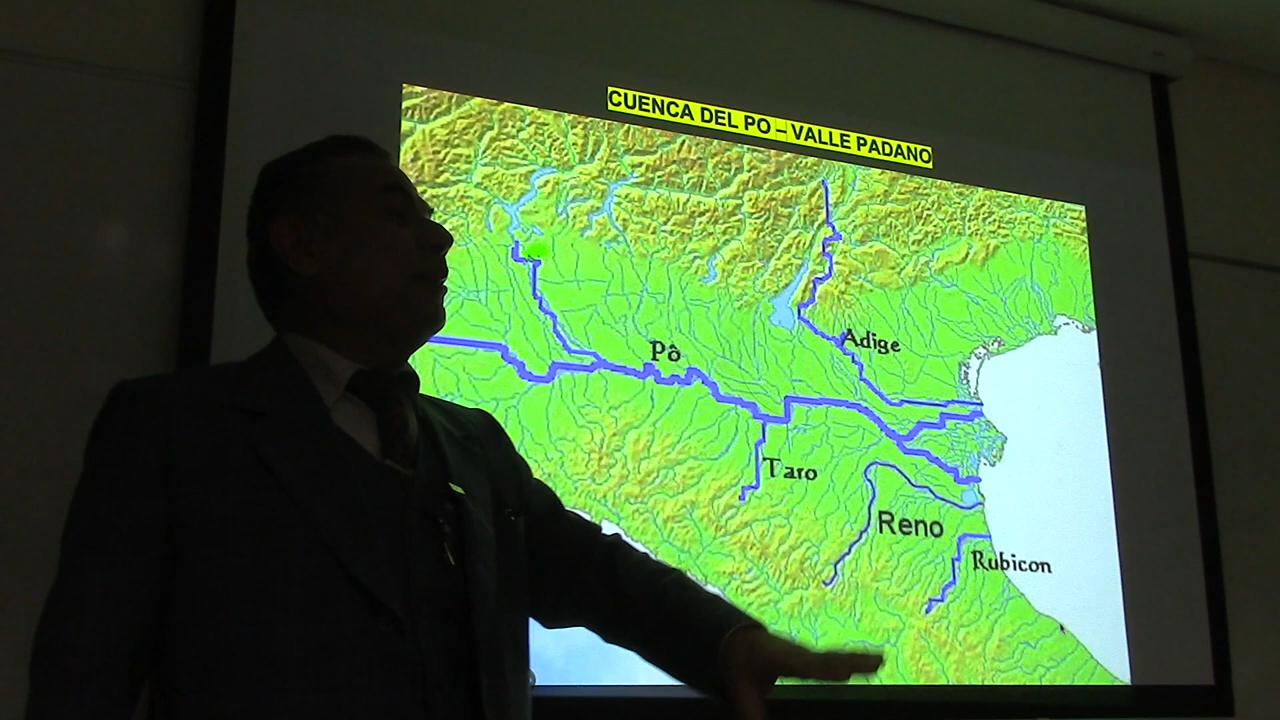 CUENCA DEL PO – VALLE PADANO
Adige
Pô
Taro
Reno
Rubicon